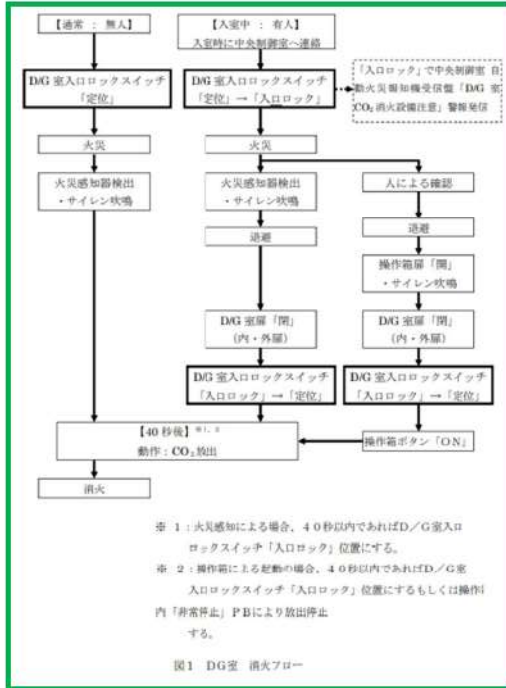 【通常：無人】
【入室中：有人】
入室時に中央制御室へ連絡
D/G 室入口ロックスイッチ
「定位」
D/G 室入口ロックスイッチ
「定位」→「入口ロック」
「入口ロック」で中央制御室 自
動火災報知機受信盤「D/G 室
CO₂消火設備注意」警報発信
火災
火災
火災感知器検出
・サイレン吹鳴
火災感知器検出
・サイレン吹鳴
人による確認
退避
退避
操作箱扉「開」
・サイレン吹鳴
D/G 室扉「閉」
（内・外扉）
D/G 室扉「閉」
（内・外扉）
D/G 室入口ロックスイッチ
「入口ロック」→「定位」
D/G 室入口ロックスイッチ
「入口ロック」→「定位」
【40 秒後】※1、2
動作：CO₂放出
操作箱ボタン「ON」
消火
※ 1：火災感知による場合、40秒以内であればD／G室入口ロ
ックスイッチ「入口ロック」位置にする。
※ 2：操作箱による起動の場合、40秒以内であればD／G室
入口ロックスイッチ「入口ロック」位置にするもしくは操作
内「非常停止」PBにより放出停止
する。
図1 DG室 消火フロー